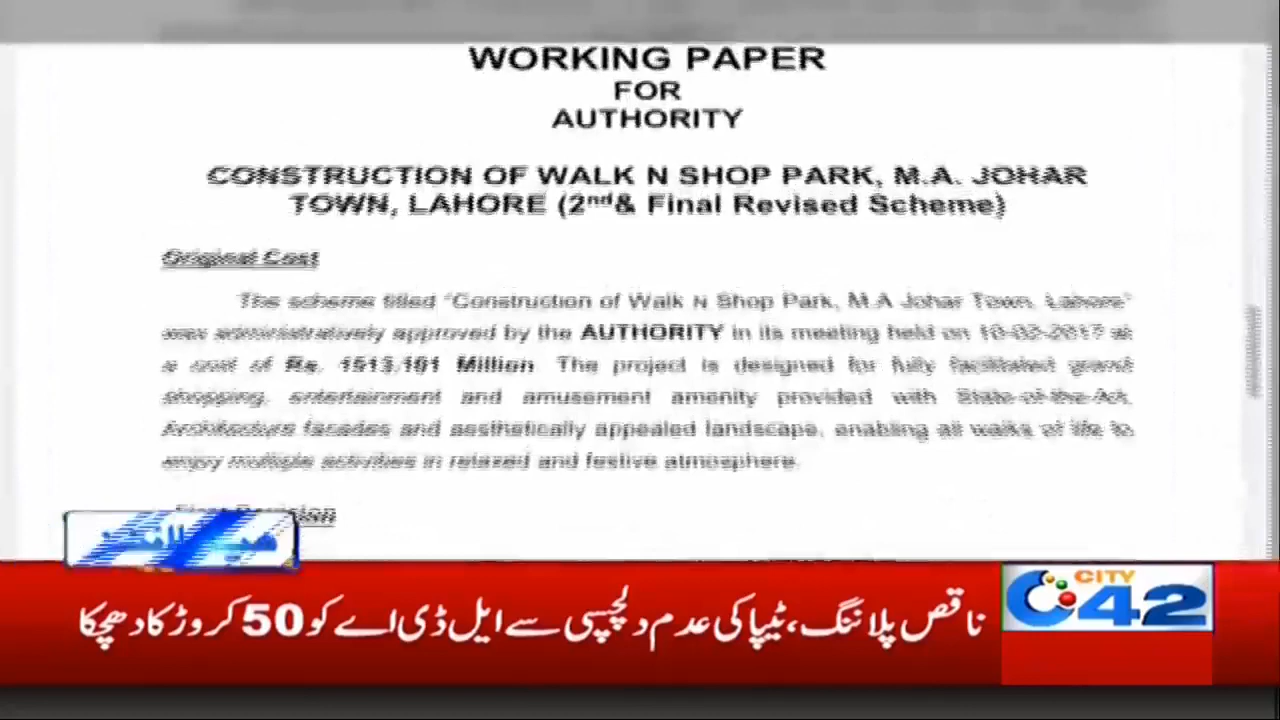 WORKING PAPER
FOR
AUTHORITY
CONSTRUCTION OF WALK N SHOP PARK, M.A. JOHAR
TOWN, LAHORE (2nd & Final Revised Scheme)
Original Cost
The scheme titled "Construction of Walk N Shop Park, M.A Johar Town, Lahore"
was administratively approved by the AUTHORITY in its meeting held on 10-02-2017 at
a cost of Rs. 1513.101 Million. The project is designed for fully facilitated grand
shopping, entertainment and amusement amenity provided with State-of-the-Art,
Architecture facades and aesthetically appealed landscape, enabling all walks of life to
enjoy multiple activities in relaxed and festive atmosphere.
CITY
42
ناقص پلاننگ، ٹیپا کی عدم دلچسپی سے ایل ڈی اے کو 50 کروڑ کا دھچکا